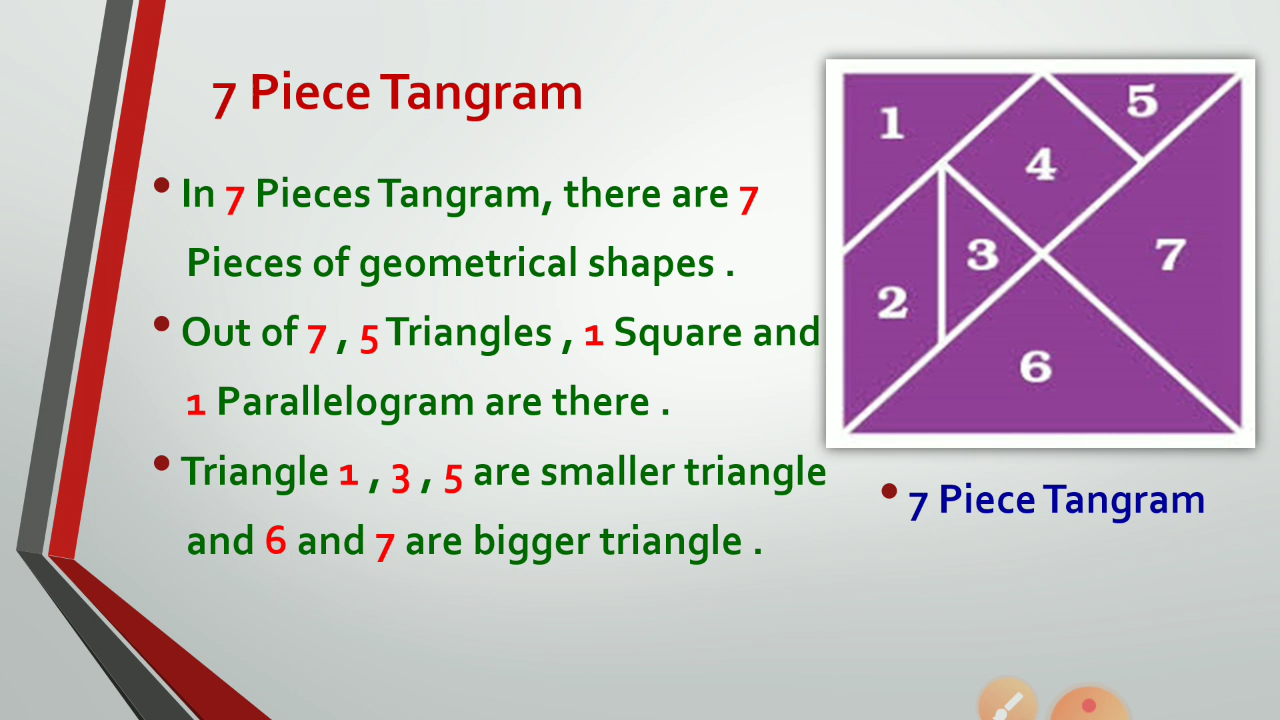 7 Piece Tangram
• In 7 Pieces Tangram, there are 7
Pieces of geometrical shapes .
• Out of 7 , 5 Triangles , 1 Square and
1 Parallelogram are there .
• Triangle 1 , 3 , 5 are smaller triangle
and 6 and 7 are bigger triangle .
1
5
4
3
7
2
6
• 7 Piece Tangram